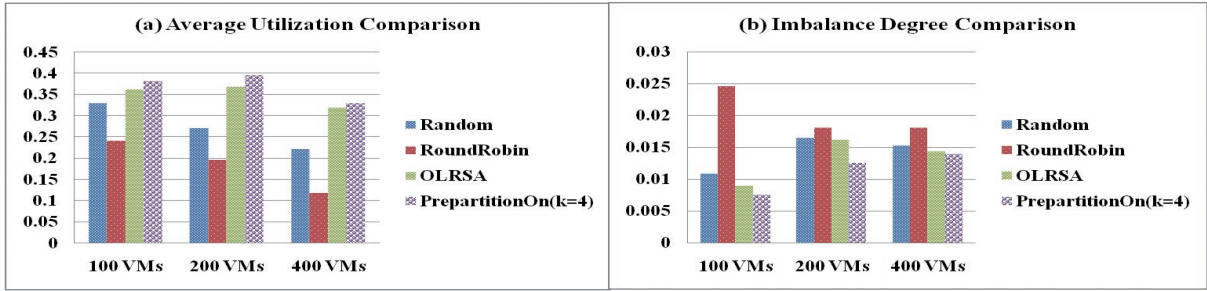 (a) Average Utilization Comparison
0.45
0.4
0.35
0.3
0.25
0.2
0.15
0.1
0.05
0
100 VMs 200 VMs 400 VMs
Random
RoundRobin
OLRSA
PrepartitionOn(k=4)
(b) Imbalance Degree Comparison
0.03
0.025
0.02
0.015
0.01
0.005
0
100 VMs 200 VMs 400 VMs
Random
RoundRobin
OLRSA
PrepartitionOn(k=4)